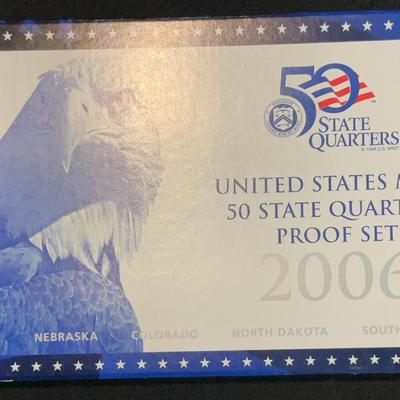 50
STATE
QUARTERS
© 1998 U.S. MINT
UNITED STATES M
50 STATE QUART
PROOF SET
2006
NEBRASKA COLORADO NORTH DAKOTA SOUTH